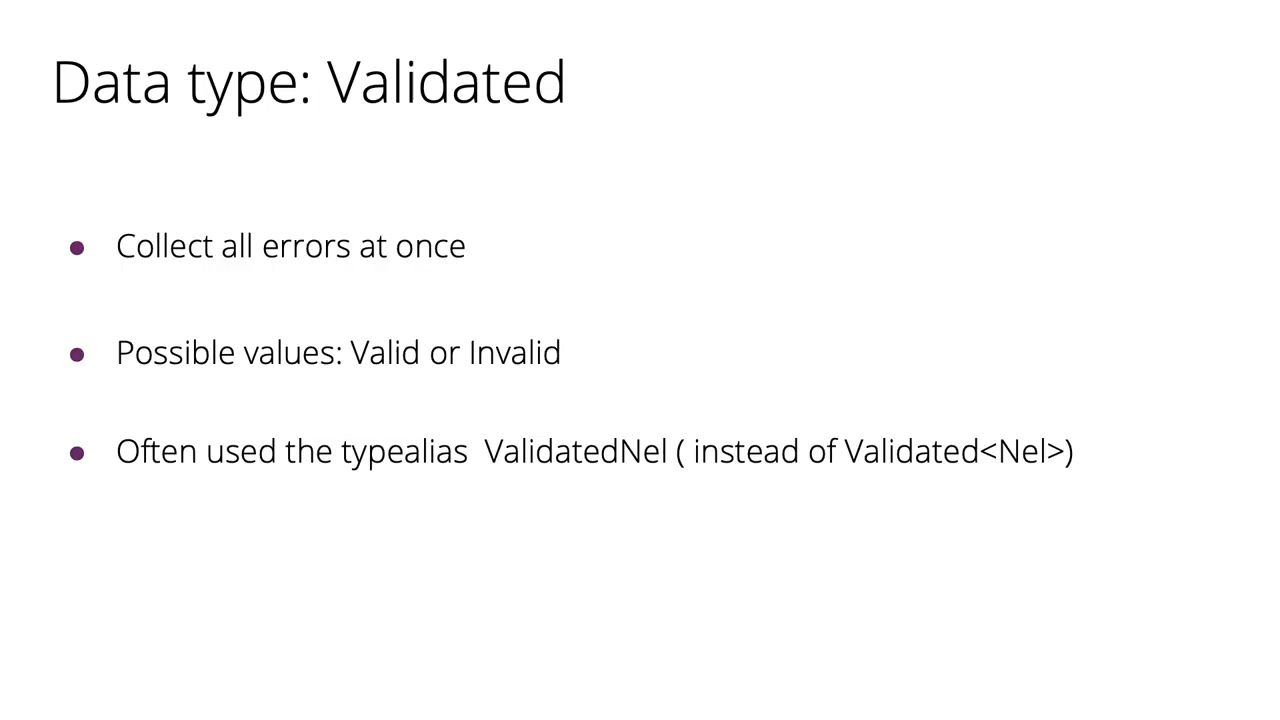 Data type: Validated
● Collect all errors at once
● Possible values: Valid or Invalid
● Often used the typealias  ValidatedNel ( instead of Validated<Nel>)